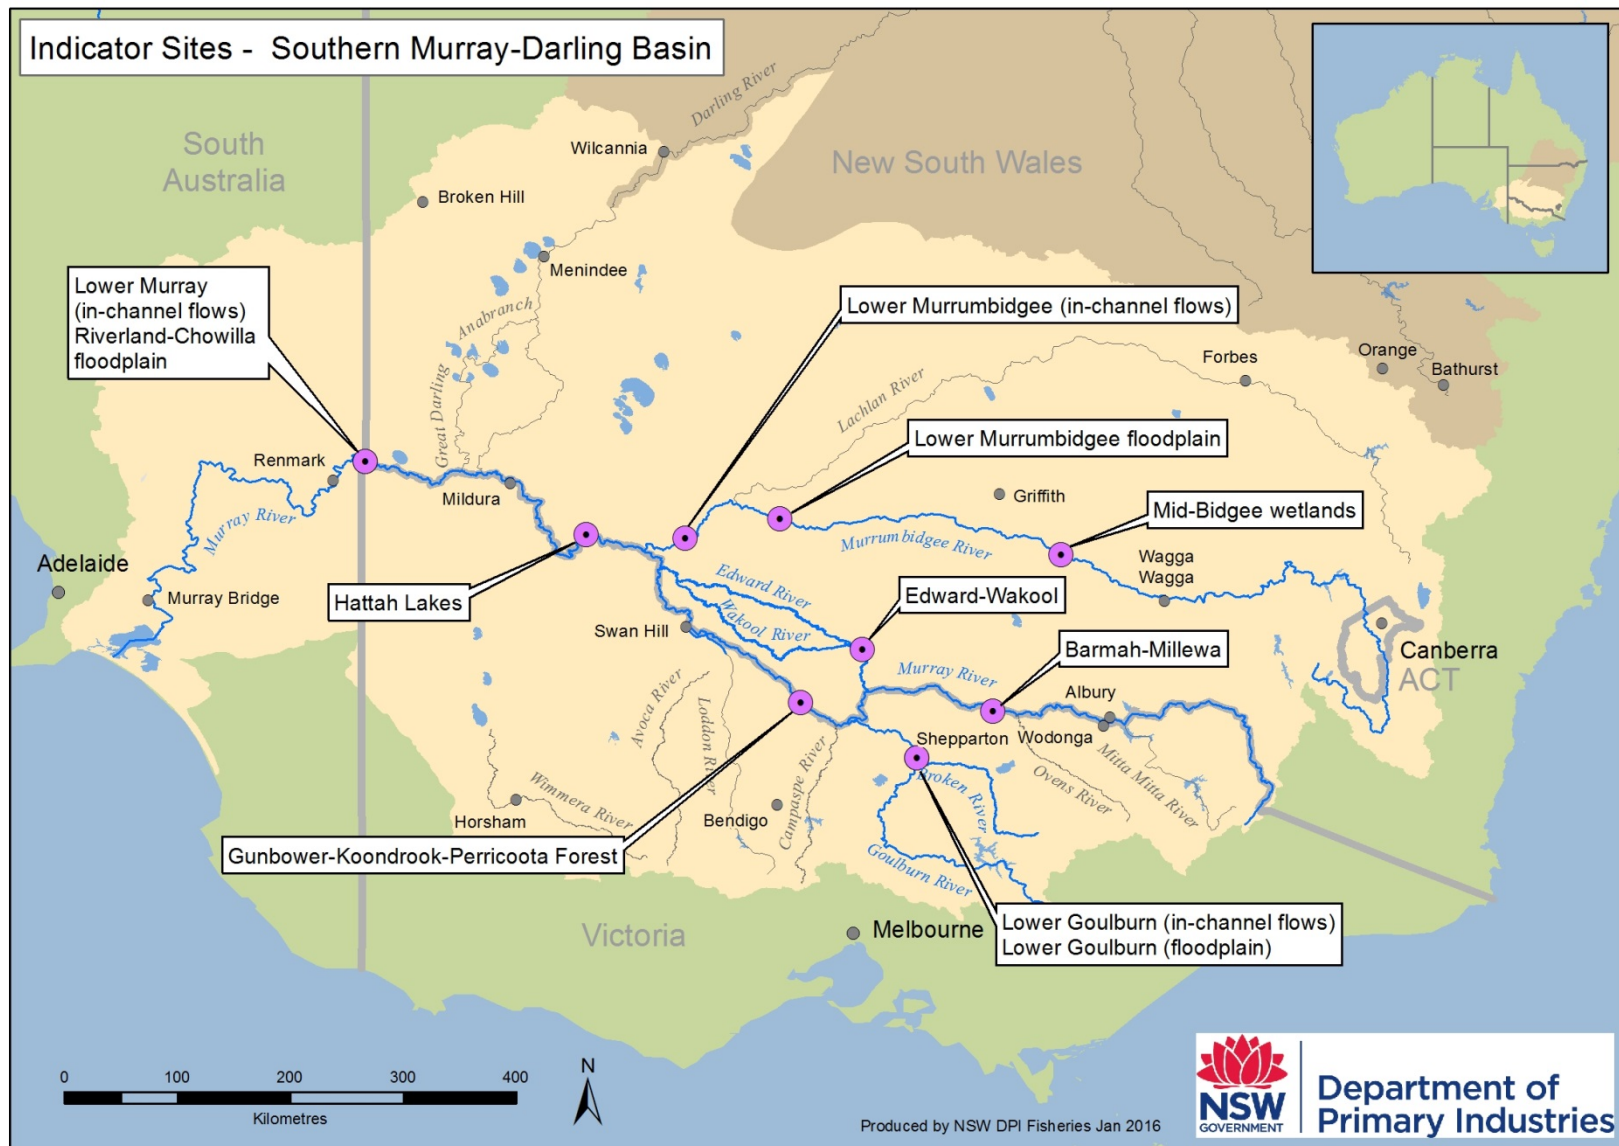 Indicator Sites - Southern Murray-Darling Basin
Darling River
South
Australia
Wilcannia
New South Wales
Broken Hill
Menindee
Lower Murray
(in-channel flows)
Riverland-Chowilla
floodplain
Anabranch
Great Darling
Lower Murrumbidgee (in-channel flows)
Lachlan River
Forbes
Orange
Bathurst
Lower Murrumbidgee floodplain
Renmark
Mildura
Griffith
Mid-Bidgee wetlands
Murray River
Murrumbidgee River
Wagga
Wagga
Adelaide
Murray Bridge
Hattah Lakes
Edward River
Wakool River
Edward-Wakool
Swan Hill
Canberra
ACT
Barmah-Millewa
Murray River
Albury
Avoca River
Loddon River
Campaspe River
Shepparton
Wodonga
Broken River
Ovens River
Mitta Mitta River
Wimmera River
Horsham
Bendigo
Gunbower-Koondrook-Perricoota Forest
Goulburn River
Lower Goulburn (in-channel flows)
Lower Goulburn (floodplain)
Victoria
Melbourne
0 100 200 300 400
Kilometres
N
Produced by NSW DPI Fisheries Jan 2016
NSW
GOVERNMENT
Department of
Primary Industries